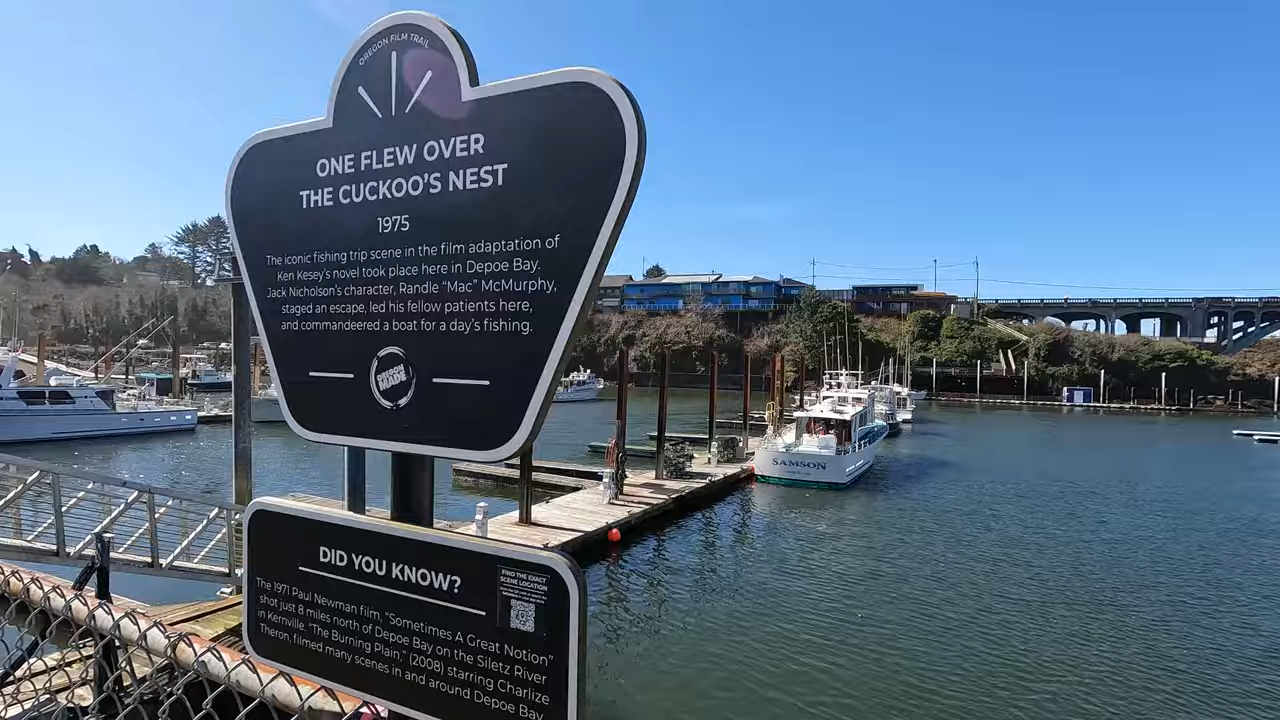 OREGON FILM TRAIL
ONE FLEW OVER
THE CUCKOO'S NEST
1975
The iconic fishing trip scene in the film adaptation of
Ken Kesey's novel took place here in Depoe Bay.
Jack Nicholson's character, Randle "Mac" McMurphy,
staged an escape, led his fellow patients here,
and commandeered a boat for a day's fishing.
OREGON
MADE
SAMSON
DID YOU KNOW?
FIND THE EXACT
SCENE LOCATION
The 1971 Paul Newman film, "Sometimes A Great Notion"
shot just 8 miles north of Depoe Bay on the Siletz River
in Kernville. "The Burning Plain," (2008) starring Charlize
Theron, filmed many scenes in and around Depoe Bay